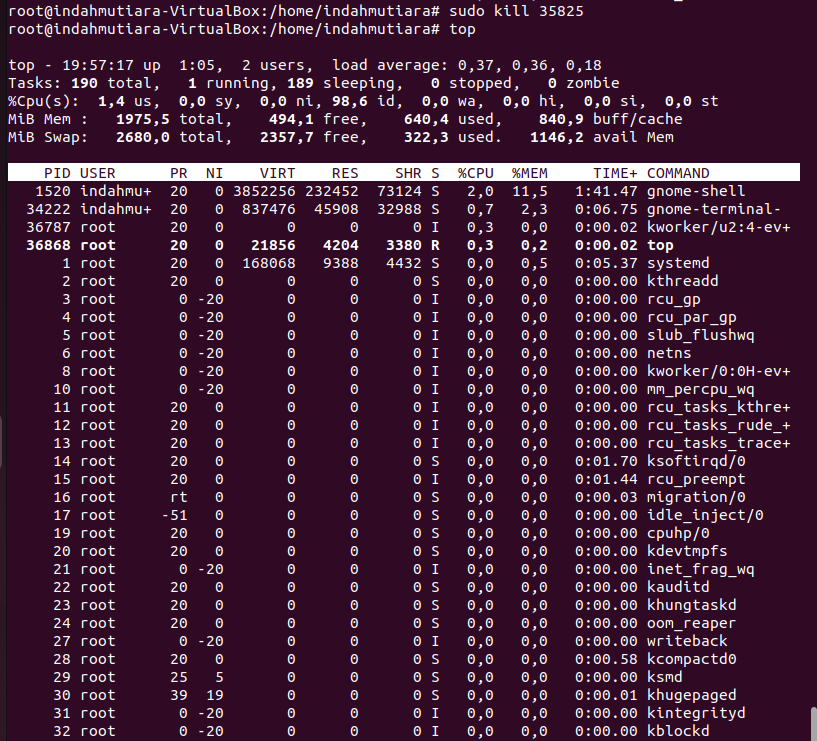 root@indahmutiara-VirtualBox:/home/indahmutiara# sudo kill 35825
root@indahmutiara-VirtualBox:/home/indahmutiara# top
top - 19:57:17 up  1:05,  2 users,  load average: 0,37, 0,36, 0,18
Tasks: 190 total,   1 running, 189 sleeping,   0 stopped,   0 zombie
%Cpu(s):  1,4 us,  0,0 sy,  0,0 ni, 98,6 id,  0,0 wa,  0,0 hi,  0,0 si,  0,0 st
MiB Mem :   1975,5 total,    494,1 free,    640,4 used,    840,9 buff/cache
MiB Swap:   2680,0 total,   2357,7 free,    322,3 used.   1146,2 avail Mem
PID USER      PR  NI    VIRT    RES    SHR S  %CPU  %MEM     TIME+ COMMAND
1520 indahmu+  20   0 3852256 232452  73124 S   2,0  11,5   1:41.47 gnome-shell
34222 indahmu+  20   0  837476  45908  32988 S   0,7   2,3   0:06.75 gnome-terminal-
36787 root      20   0       0      0      0 I   0,3   0,0   0:00.02 kworker/u2:4-ev+
36868 root      20   0   21856   4204   3380 R   0,3   0,2   0:00.02 top
1 root      20   0  168068   9388   4432 S   0,0   0,5   0:05.37 systemd
2 root      20   0       0      0      0 S   0,0   0,0   0:00.00 kthreadd
3 root       0 -20       0      0      0 I   0,0   0,0   0:00.00 rcu_gp
4 root       0 -20       0      0      0 I   0,0   0,0   0:00.00 rcu_par_gp
5 root       0 -20       0      0      0 I   0,0   0,0   0:00.00 slub_flushwq
6 root       0 -20       0      0      0 I   0,0   0,0   0:00.00 netns
8 root       0 -20       0      0      0 I   0,0   0,0   0:00.00 kworker/0:0H-ev+
10 root       0 -20       0      0      0 I   0,0   0,0   0:00.00 mm_percpu_wq
11 root      20   0       0      0      0 I   0,0   0,0   0:00.00 rcu_tasks_kthre+
12 root      20   0       0      0      0 I   0,0   0,0   0:00.00 rcu_tasks_rude_+
13 root      20   0       0      0      0 I   0,0   0,0   0:00.00 rcu_tasks_trace+
14 root      20   0       0      0      0 S   0,0   0,0   0:01.70 ksoftirqd/0
15 root      20   0       0      0      0 I   0,0   0,0   0:01.44 rcu_preempt
16 root      rt   0       0      0      0 S   0,0   0,0   0:00.03 migration/0
17 root     -51   0       0      0      0 S   0,0   0,0   0:00.00 idle_inject/0
19 root      20   0       0      0      0 S   0,0   0,0   0:00.00 cpuhp/0
20 root      20   0       0      0      0 S   0,0   0,0   0:00.00 kdevtmpfs
21 root       0 -20       0      0      0 I   0,0   0,0   0:00.00 inet_frag_wq
22 root      20   0       0      0      0 S   0,0   0,0   0:00.00 kauditd
23 root      20   0       0      0      0 S   0,0   0,0   0:00.00 khungtaskd
24 root      20   0       0      0      0 S   0,0   0,0   0:00.00 oom_reaper
27 root       0 -20       0      0      0 I   0,0   0,0   0:00.00 writeback
28 root      20   0       0      0      0 S   0,0   0,0   0:00.58 kcompactd0
29 root      25   5       0      0      0 S   0,0   0,0   0:00.00 ksmd
30 root      39  19       0      0      0 S   0,0   0,0   0:00.01 khugepaged
31 root       0 -20       0      0      0 I   0,0   0,0   0:00.00 kintegrityd
32 root       0 -20       0      0      0 I   0,0   0,0   0:00.00 kblockd